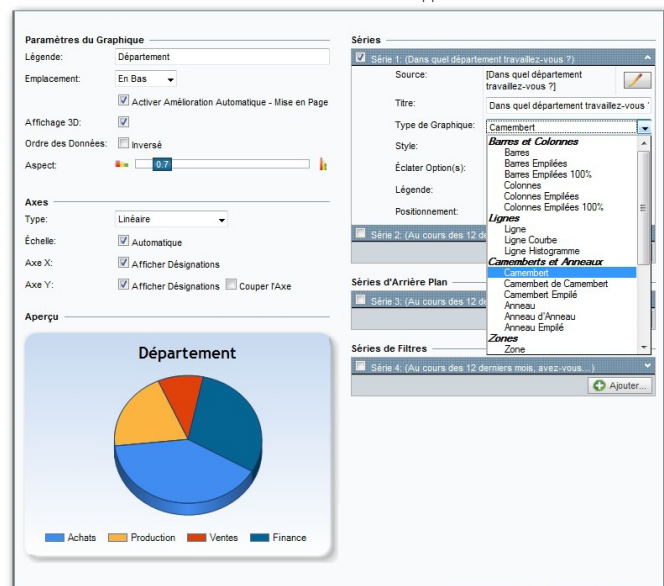 Paramètres du Graphique
Légende: Département
Emplacement: En Bas
Activer Amélioration Automatique - Mise en Page
Affichage 3D:
Ordre des Données: Inversé
Aspect: 0.7
Axes
Type: Linéaire
Échelle: Automatique
Axe X: Afficher Désignations
Axe Y: Afficher Désignations Couper l'Axe
Aperçu
Département
Achats Production Ventes Finance
Séries
Série 1: (Dans quel département travaillez-vous ?)
Source: [Dans quel département
travaillez-vous ?]
Titre: Dans quel département travaillez-vous
Type de Graphique: Camembert
Style:
Éclater Option(s):
Légende:
Positionnement:
Barres et Colonnes
Barres
Barres Empilées
Barres Empilées 100%
Colonnes
Colonnes Empilées
Colonnes Empilées 100%
Lignes
Ligne
Ligne Courbe
Ligne Histogramme
Camemberts et Anneaux
Camembert
Camembert de Camembert
Camembert Empilé
Anneau
Anneau d'Anneau
Anneau Empilé
Zones
Zone
Série 2: (Au cours des 12
Séries d'Arrière Plan
Série 3: (Au cours des 12
Séries de Filtres
Série 4: (Au cours des 12 derniers mois, avez-vous...)
Ajouter...